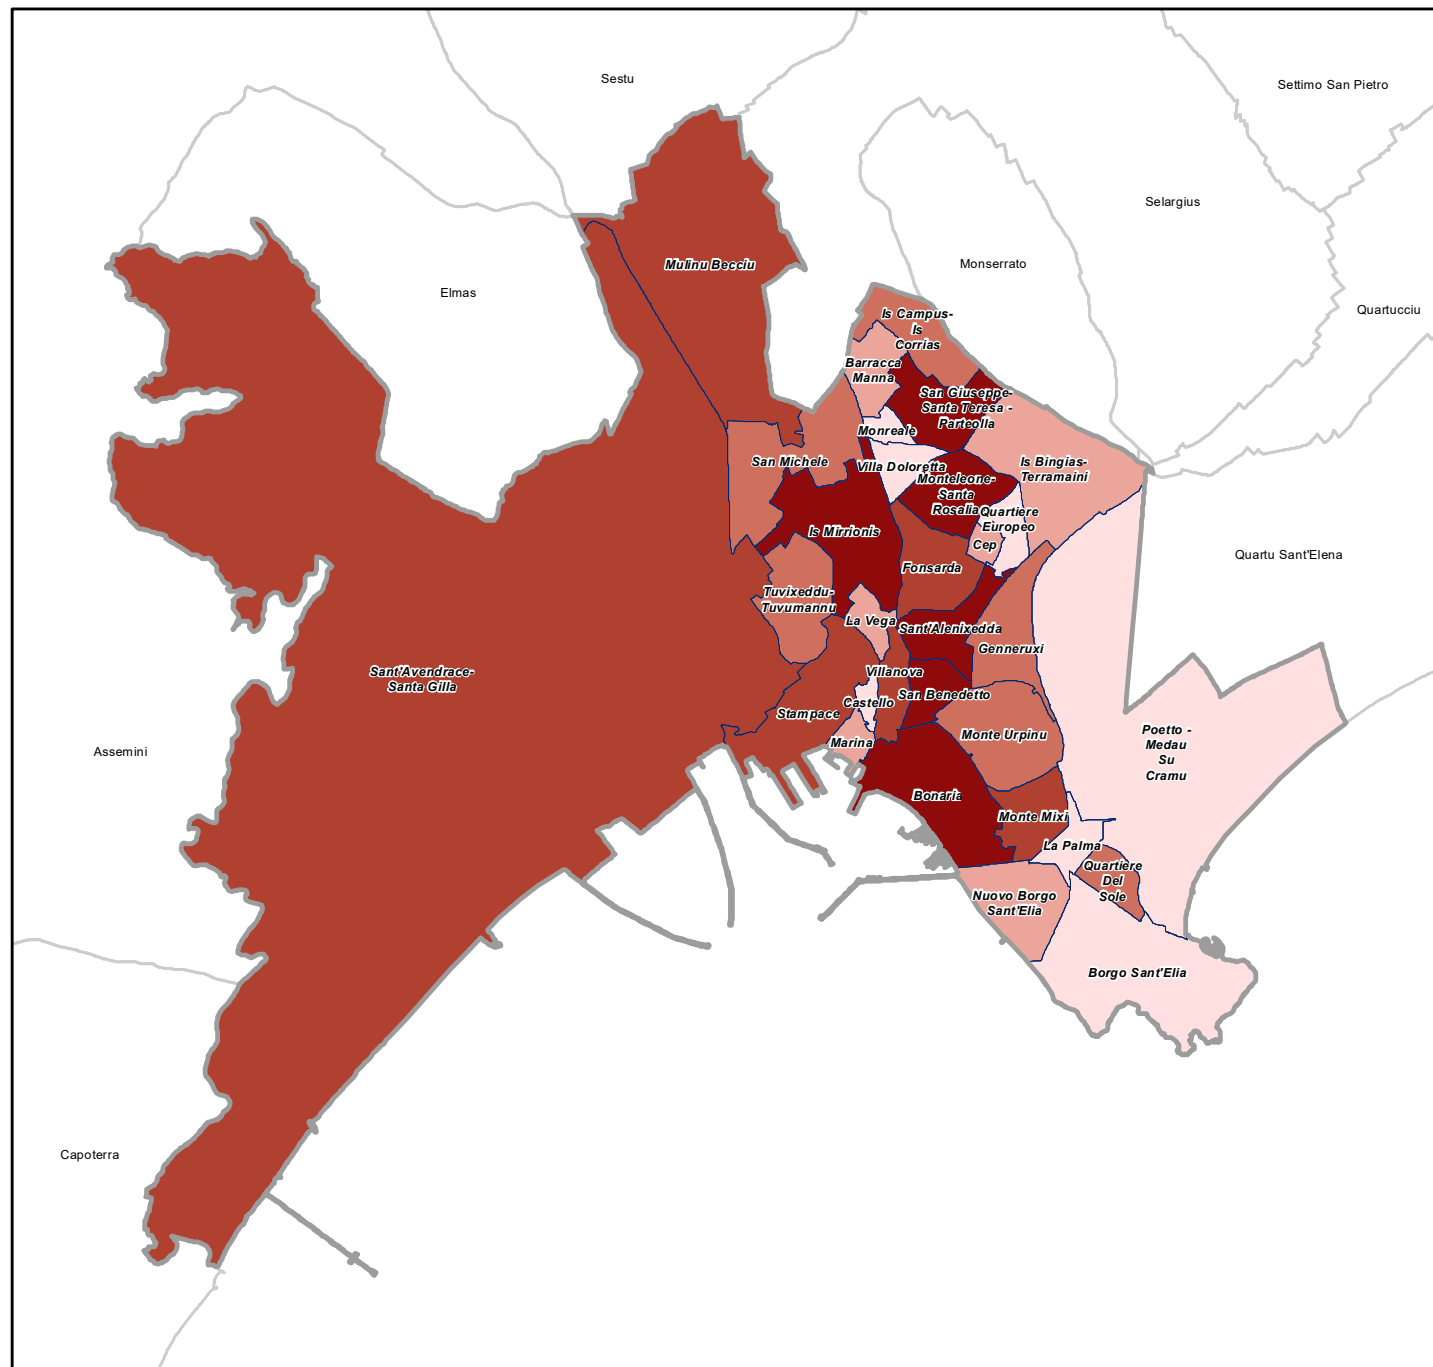 Sestu
Settimo San Pietro
Selargius
Monserrato
Mulinu Becciu
Elmas
Quartucciu
Is Campus-
Is
Corrias
Barracca
Manna
San Giuseppe-
Santa Teresa -
Parteolla
Monreale
San Michele
Villa Doloretta
Is Bingias-
Terramaini
Monteleone-
Santa
Rosalia
Quartiere
Europeo
Is Mirrionis
Cep
Quartu Sant'Elena
Fonsarda
Tuvixeddu-
Tuvumannu
La Vega
Sant'Alenixedda
Genneruxi
Sant'Avendrace-
Santa Gilla
Villanova
San Benedetto
Castello
Stampace
Marina
Monte Urpinu
Poetto -
Medau
Su
Cramu
Assemini
Bonaria
Monte Mixi
La Palma
Quartiere
Del
Sole
Nuovo Borgo
Sant'Elia
Borgo Sant'Elia
Capoterra